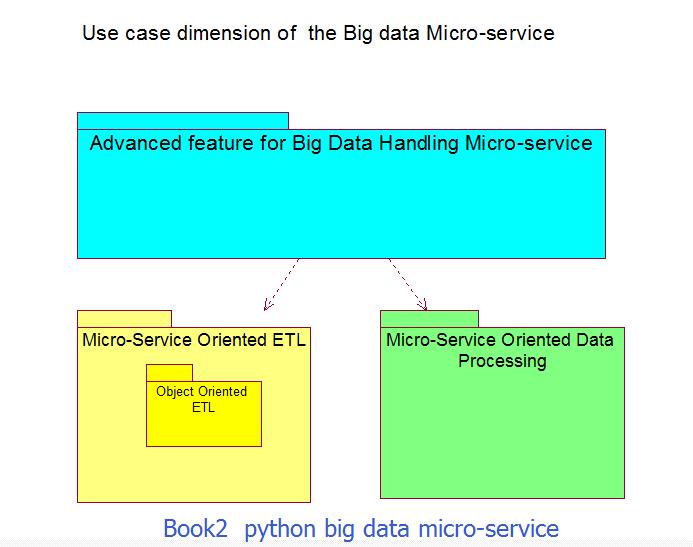 Use case dimension of the Big data Micro-service
Advanced feature for Big Data Handling Micro-service
Micro-Service Oriented ETL
Object Oriented
ETL
Micro-Service Oriented Data
Processing
Book2 python big data micro-service